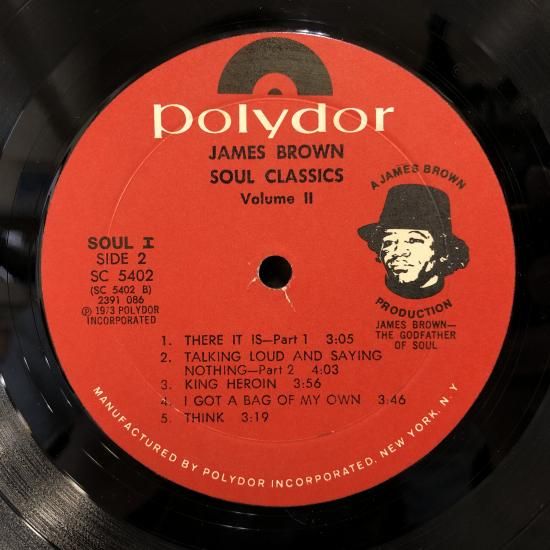 polydor
JAMES BROWN
SOUL CLASSICS
Volume II
A JAMES BROWN
PRODUCTION
JAMES BROWN—
THE GODFATHER
OF SOUL
SOUL I
SIDE 2
SC 5402
(SC 5402 B)
2391 086
℗ 1973 POLYDOR
INCORPORATED
1. THERE IT IS—Part 1 3:05
2. TALKING LOUD AND SAYING
NOTHING—Part 2 4:03
3. KING HEROIN 3:56
4. I GOT A BAG OF MY OWN 3:46
5. THINK 3:19
MANUFACTURED BY POLYDOR INCORPORATED, NEW YORK, N.Y.